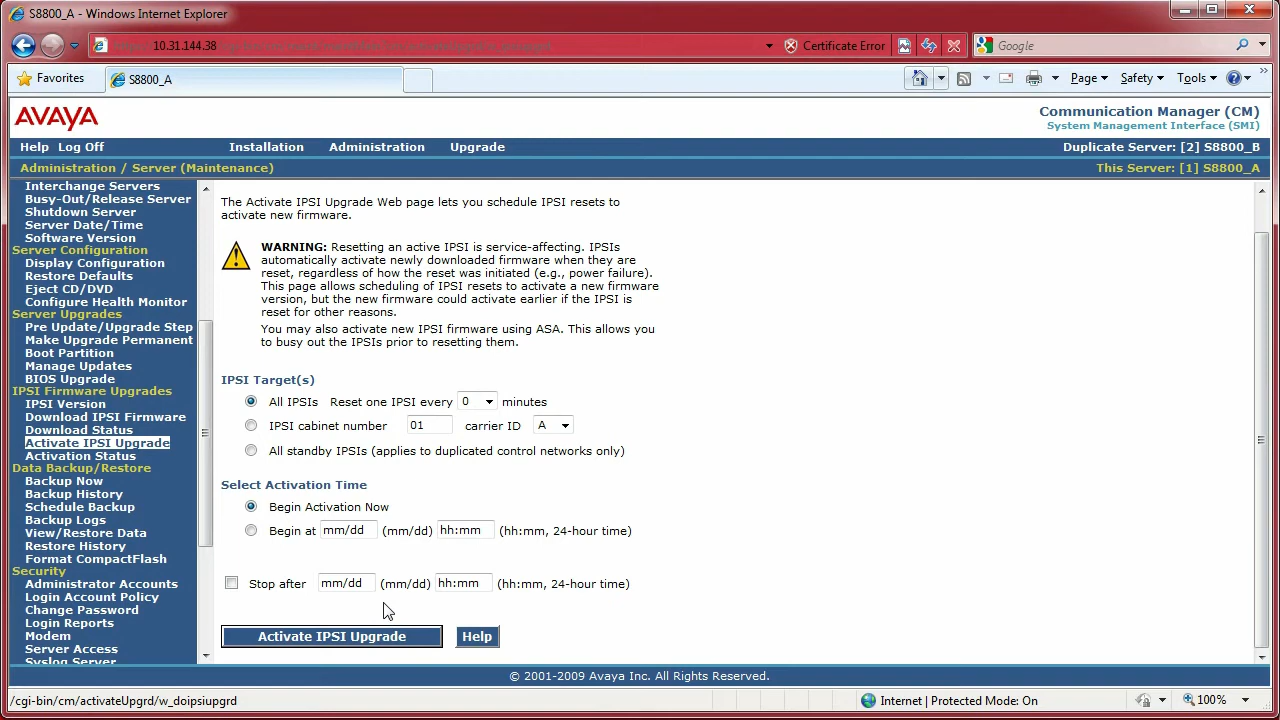 S8800_A - Windows Internet Explorer
10.31.144.38
Certificate Error
Google
Favorites
S8800_A
Page
Safety
Tools
AVAYA
Communication Manager (CM)
System Management Interface (SMI)
Help Log Off Installation Administration Upgrade Duplicate Server: [2] S8800_B
Administration / Server (Maintenance) This Server: [1] S8800_A
Interchange Servers
Busy-Out/Release Server
Shutdown Server
Server Date/Time
Software Version
Server Configuration
Display Configuration
Restore Defaults
Eject CD/DVD
Configure Health Monitor
Server Upgrades
Pre Update/Upgrade Step
Make Upgrade Permanent
Boot Partition
Manage Updates
BIOS Upgrade
IPSI Firmware Upgrades
IPSI Version
Download IPSI Firmware
Download Status
Activate IPSI Upgrade
Activation Status
Data Backup/Restore
Backup Now
Backup History
Schedule Backup
Backup Logs
View/Restore Data
Restore History
Format CompactFlash
Security
Administrator Accounts
Login Account Policy
Change Password
Login Reports
Modem
Server Access
Syslog Server
The Activate IPSI Upgrade Web page lets you schedule IPSI resets to
activate new firmware.
WARNING: Resetting an active IPSI is service-affecting. IPSIs
automatically activate newly downloaded firmware when they are
reset, regardless of how the reset was initiated (e.g., power failure).
This page allows scheduling of IPSI resets to activate a new firmware
version, but the new firmware could activate earlier if the IPSI is
reset for other reasons.
You may also activate new IPSI firmware using ASA. This allows you
to busy out the IPSIs prior to resetting them.
IPSI Target(s)
All IPSIs Reset one IPSI every 0 minutes
IPSI cabinet number 01 carrier ID A
All standby IPSIs (applies to duplicated control networks only)
Select Activation Time
Begin Activation Now
Begin at mm/dd (mm/dd) hh:mm (hh:mm, 24-hour time)
Stop after mm/dd (mm/dd) hh:mm (hh:mm, 24-hour time)
Activate IPSI Upgrade Help
© 2001-2009 Avaya Inc. All Rights Reserved.
/cgi-bin/cm/activateUpgrd/w_doipsiupgrd
Internet | Protected Mode: On
100%